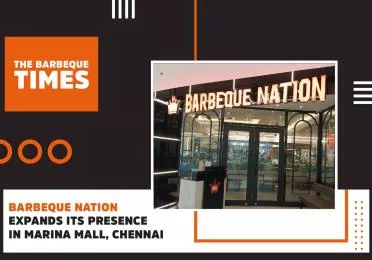 THE BARBEQUE
TIMES
BARBEQUE NATION
BARBEQUE NATION
EXPANDS ITS PRESENCE
IN MARINA MALL, CHENNAI